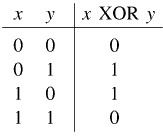 x y x XOR y
0 0 0
0 1 1
1 0 1
1 1 0